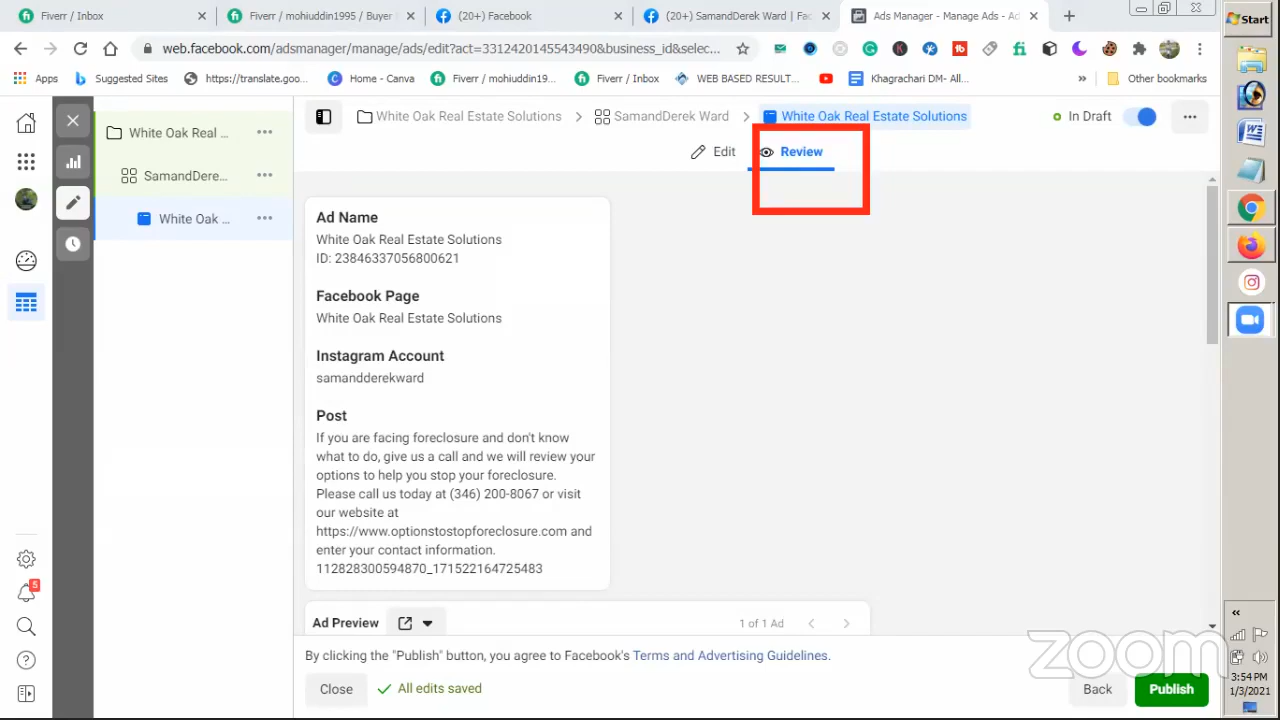 Fiverr / Inbox
Fiverr / mohiuddin1995 / Buyer
(20+) Facebook
(20+) SamandDerek Ward | Fac
Ads Manager - Manage Ads - Ad
Start
web.facebook.com/adsmanager/manage/ads/edit?act=3312420145543490&business_id&selec...
Apps
Suggested Sites
https://translate.goo...
Home - Canva
Fiverr / mohiuddin19...
Fiverr / Inbox
WEB BASED RESULT...
Khagrachari DM- All...
»
Other bookmarks
White Oak Real ...
SamandDere...
White Oak ...
White Oak Real Estate Solutions
SamandDerek Ward
White Oak Real Estate Solutions
In Draft
Edit
Review
Ad Name
White Oak Real Estate Solutions
ID: 23846337056800621
Facebook Page
White Oak Real Estate Solutions
Instagram Account
samandderekward
Post
If you are facing foreclosure and don't know
what to do, give us a call and we will review your
options to help you stop your foreclosure.
Please call us today at (346) 200-8067 or visit
our website at
https://www.optionstostopforeclosure.com and
enter your contact information.
112828300594870_171522164725483
Ad Preview
1 of 1 Ad
5
By clicking the "Publish" button, you agree to Facebook's Terms and Advertising Guidelines.
Close
All edits saved
Back
Publish
zoom
3:54 PM
1/3/2021